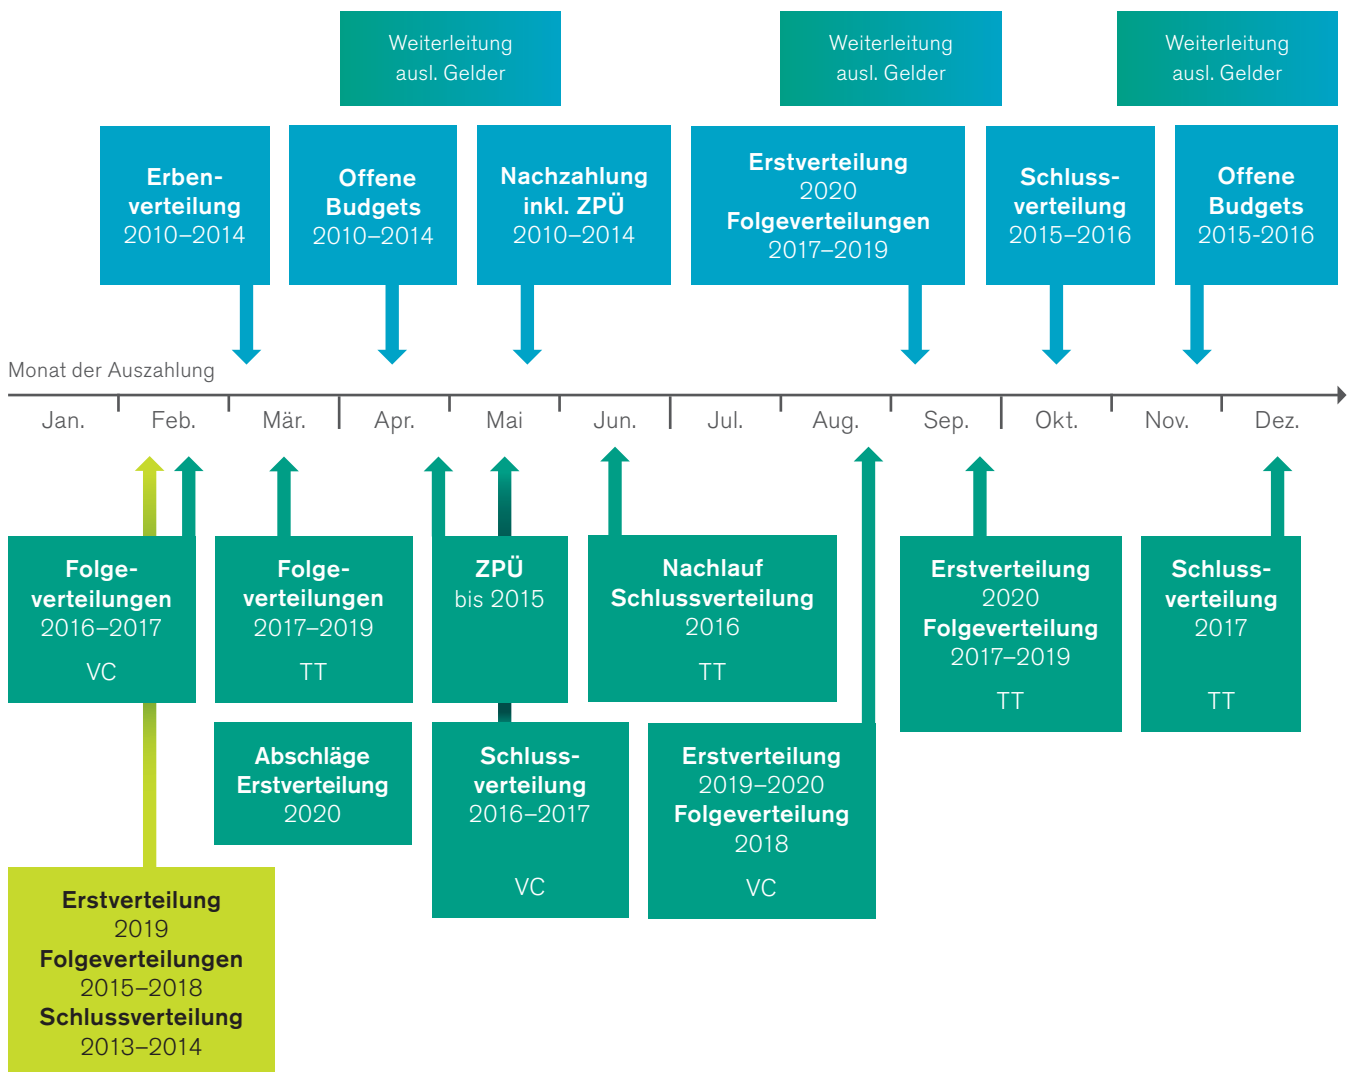 Weiterleitung
ausl. Gelder
Weiterleitung
ausl. Gelder
Weiterleitung
ausl. Gelder
Erben-
verteilung
2010–2014
Offene
Budgets
2010–2014
Nachzahlung
inkl. ZPÜ
2010–2014
Erstverteilung
2020
Folgeverteilungen
2017–2019
Schluss-
verteilung
2015–2016
Offene
Budgets
2015-2016
Monat der Auszahlung
Jan. Feb. Mär. Apr. Mai Jun. Jul. Aug. Sep. Okt. Nov. Dez.
Folge-
verteilungen
2016–2017
VC
Folge-
verteilungen
2017–2019
TT
ZPÜ
bis 2015
Nachlauf
Schlussverteilung
2016
TT
Erstverteilung
2020
Folgeverteilung
2017–2019
TT
Schluss-
verteilung
2017
TT
Abschläge
Erstverteilung
2020
Schluss-
verteilung
2016–2017
VC
Erstverteilung
2019–2020
Folgeverteilung
2018
VC
Erstverteilung
2019
Folgeverteilungen
2015–2018
Schlussverteilung
2013–2014